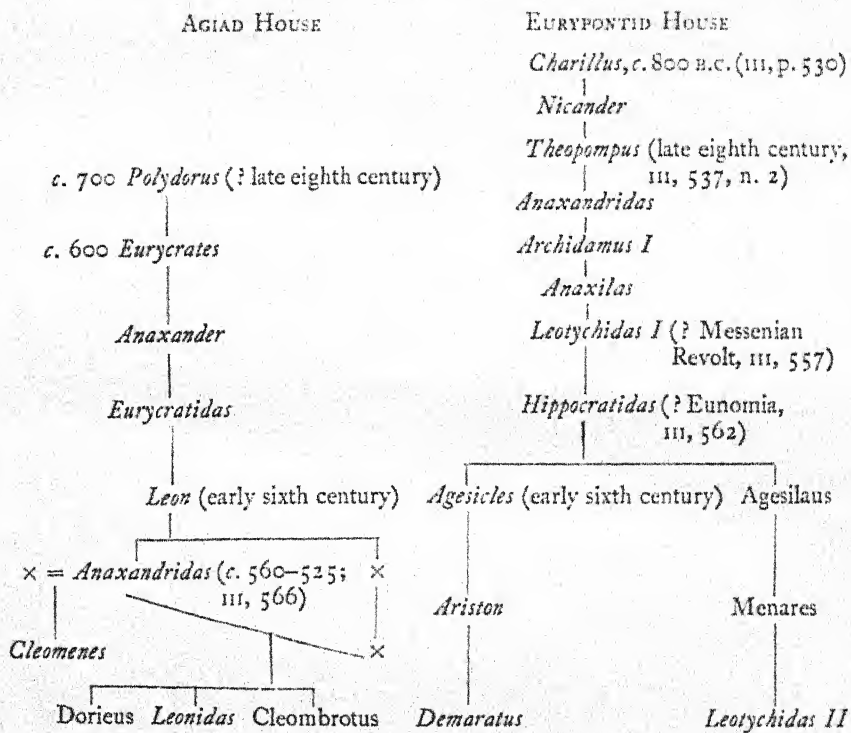 AGIAD HOUSE
c. 700 Polydorus (? late eighth century)
c. 600 Eurycrates
Anaxander
Eurycratidas
Leon (early sixth century)
× = Anaxandridas (c. 560–525; ×
III, 566)
Cleomenes ×
Dorieus Leonidas Cleombrotus
EURYPONTID HOUSE
Charillus, c. 800 B.C. (III, p. 530)
Nicander
Theopompus (late eighth century,
III, 537, n. 2)
Anaxandridas
Archidamus I
Anaxilas
Leotychidas I (? Messenian
Revolt, III, 557)
Hippocratidas (? Eunomia,
III, 562)
Agesicles (early sixth century) Agesilaus
Ariston Menares
Demaratus Leotychidas II